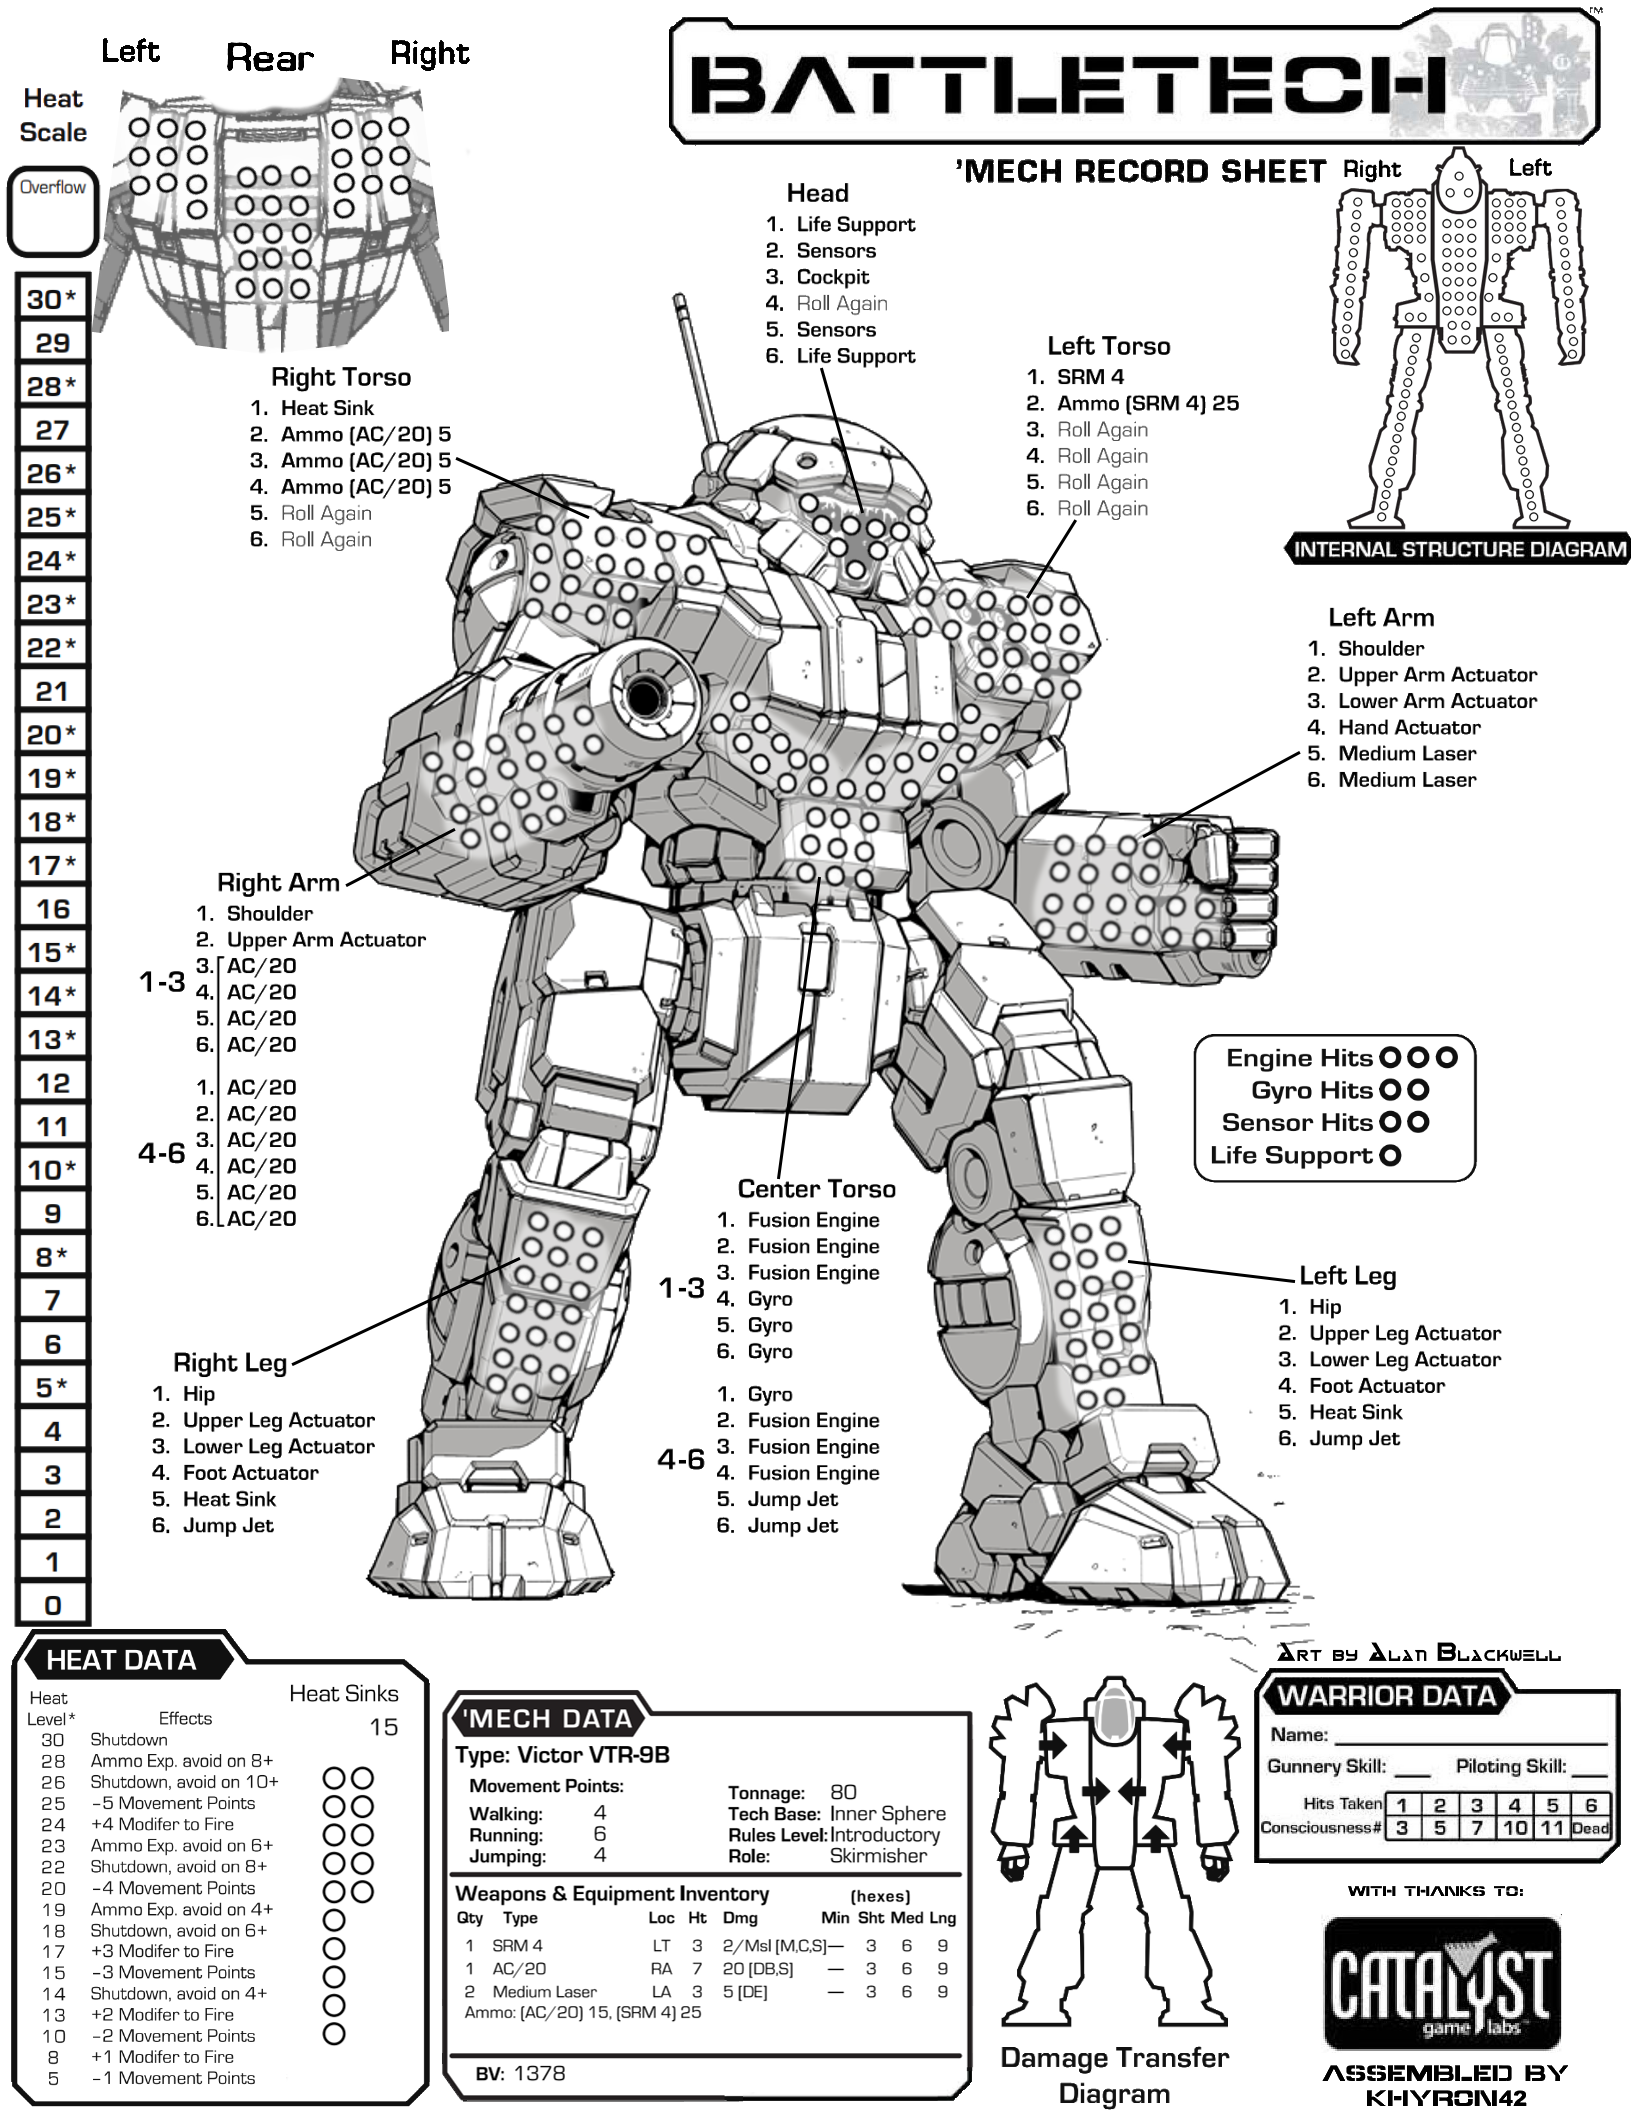 Left Rear Right
Heat
Scale
Overflow
30*
29
28*
27
26*
25*
24*
23*
22*
21
20*
19*
18*
17*
16
15*
14*
13*
12
11
10*
9
8*
7
6
5*
4
3
2
1
0
BATTLETECH™
'MECH RECORD SHEET
Right Left
INTERNAL STRUCTURE DIAGRAM
Head
1. Life Support
2. Sensors
3. Cockpit
4. Roll Again
5. Sensors
6. Life Support
Right Torso
1. Heat Sink
2. Ammo (AC/20) 5
3. Ammo (AC/20) 5
4. Ammo (AC/20) 5
5. Roll Again
6. Roll Again
Left Torso
1. SRM 4
2. Ammo (SRM 4) 25
3. Roll Again
4. Roll Again
5. Roll Again
6. Roll Again
Left Arm
1. Shoulder
2. Upper Arm Actuator
3. Lower Arm Actuator
4. Hand Actuator
5. Medium Laser
6. Medium Laser
Right Arm
1. Shoulder
2. Upper Arm Actuator
1-3
3. AC/20
4. AC/20
5. AC/20
6. AC/20
4-6
1. AC/20
2. AC/20
3. AC/20
4. AC/20
5. AC/20
6. AC/20
Engine Hits
Gyro Hits
Sensor Hits
Life Support
Center Torso
1-3
1. Fusion Engine
2. Fusion Engine
3. Fusion Engine
4. Gyro
5. Gyro
6. Gyro
4-6
1. Gyro
2. Fusion Engine
3. Fusion Engine
4. Fusion Engine
5. Jump Jet
6. Jump Jet
Right Leg
1. Hip
2. Upper Leg Actuator
3. Lower Leg Actuator
4. Foot Actuator
5. Heat Sink
6. Jump Jet
Left Leg
1. Hip
2. Upper Leg Actuator
3. Lower Leg Actuator
4. Foot Actuator
5. Heat Sink
6. Jump Jet
HEAT DATA
Heat
Level* Effects
Heat Sinks
15
30 Shutdown
28 Ammo Exp. avoid on 8+
26 Shutdown, avoid on 10+
25 -5 Movement Points
24 +4 Modifer to Fire
23 Ammo Exp. avoid on 6+
22 Shutdown, avoid on 8+
20 -4 Movement Points
19 Ammo Exp. avoid on 4+
18 Shutdown, avoid on 6+
17 +3 Modifer to Fire
15 -3 Movement Points
14 Shutdown, avoid on 4+
13 +2 Modifer to Fire
10 -2 Movement Points
8 +1 Modifer to Fire
5 -1 Movement Points
'MECH DATA
Type: Victor VTR-9B
Movement Points:
Walking: 4
Running: 6
Jumping: 4
Tonnage: 80
Tech Base: Inner Sphere
Rules Level: Introductory
Role: Skirmisher
Weapons & Equipment Inventory (hexes)
Qty Type Loc Ht Dmg Min Sht Med Lng
1 SRM 4 LT 3 2/Msl [M,C,S] — 3 6 9
1 AC/20 RA 7 20 [DB,S] — 3 6 9
2 Medium Laser LA 3 5 [DE] — 3 6 9
Ammo: (AC/20) 15, (SRM 4) 25
BV: 1378
Damage Transfer
Diagram
Art by Alan Blackwell
WARRIOR DATA
Name:
Gunnery Skill: ___ Piloting Skill: ___
Hits Taken 1 2 3 4 5 6
Consciousness# 3 5 7 10 11 Dead
WITH THANKS TO:
CATALYST
game labs™
ASSEMBLED BY
KHYRON42